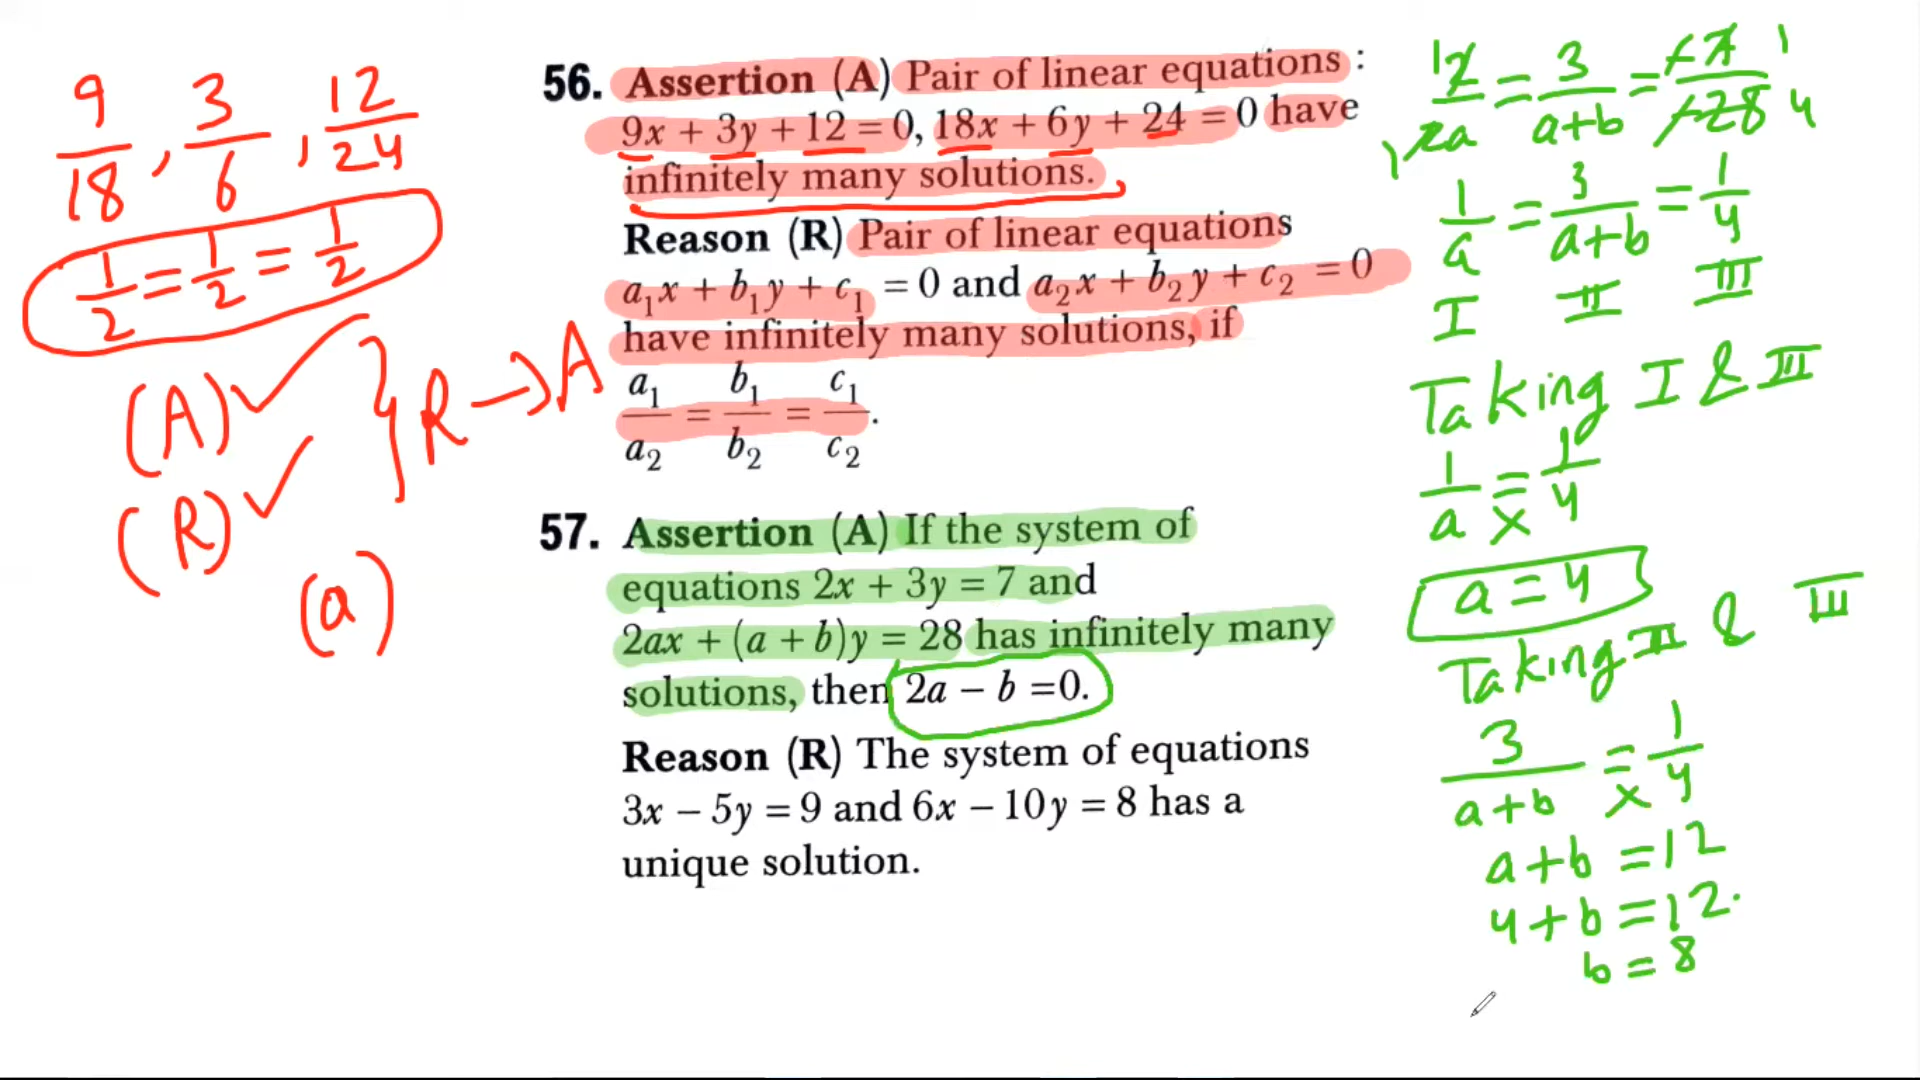 9/18 , 3/6 , 12/24
1/2 = 1/2 = 1/2
(A) ✓ } R → A
(R) ✓
(a)
56. Assertion (A) Pair of linear equations :
9x + 3y + 12 = 0, 18x + 6y + 24 = 0 have
infinitely many solutions.
Reason (R) Pair of linear equations
a₁x + b₁y + c₁ = 0 and a₂x + b₂y + c₂ = 0
have infinitely many solutions, if
a₁/a₂ = b₁/b₂ = c₁/c₂.
57. Assertion (A) If the system of
equations 2x + 3y = 7 and
2ax + (a + b)y = 28 has infinitely many
solutions, then 2a − b =0.
Reason (R) The system of equations
3x − 5y = 9 and 6x − 10y = 8 has a
unique solution.
1 2/2a 1 = 3/a+b = -7/-28 1 4
1/a = 3/a+b = 1/4
I II III
Taking I & III
1/a = 1/4
×
a = 4
Taking II & III
3/a+b = 1/4
×
a+b = 12
4+b = 12.
b = 8